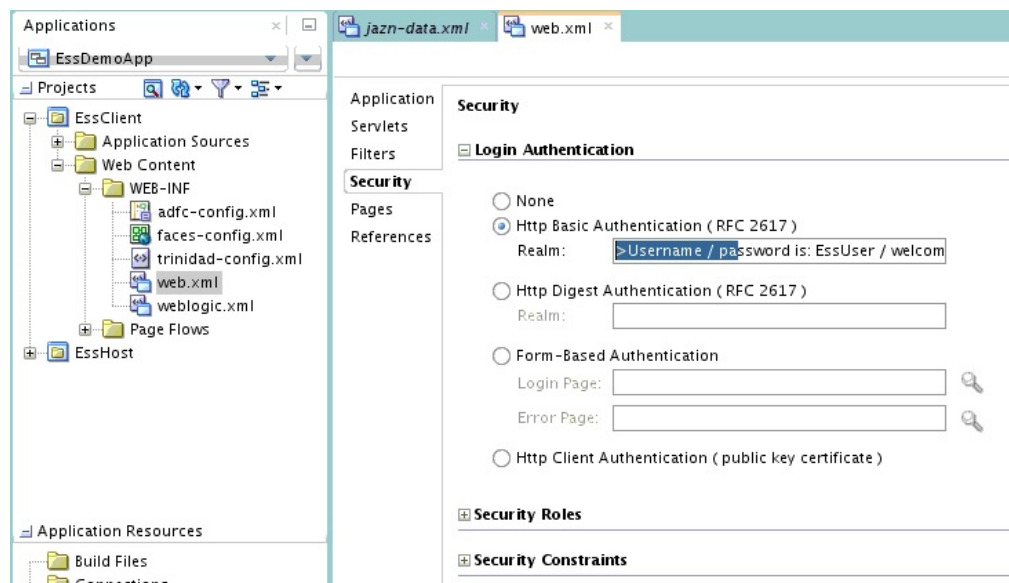 Applications
EssDemoApp
Projects
EssClient
Application Sources
Web Content
WEB-INF
adfc-config.xml
faces-config.xml
trinidad-config.xml
web.xml
weblogic.xml
Page Flows
EssHost
Application Resources
Build Files
Connections
jazn-data.xml
web.xml
Application
Servlets
Filters
Security
Pages
References
Security
Login Authentication
None
Http Basic Authentication ( RFC 2617 )
Realm: >Username / password is: EssUser / welcom
Http Digest Authentication ( RFC 2617 )
Realm:
Form-Based Authentication
Login Page:
Error Page:
Http Client Authentication ( public key certificate )
Security Roles
Security Constraints